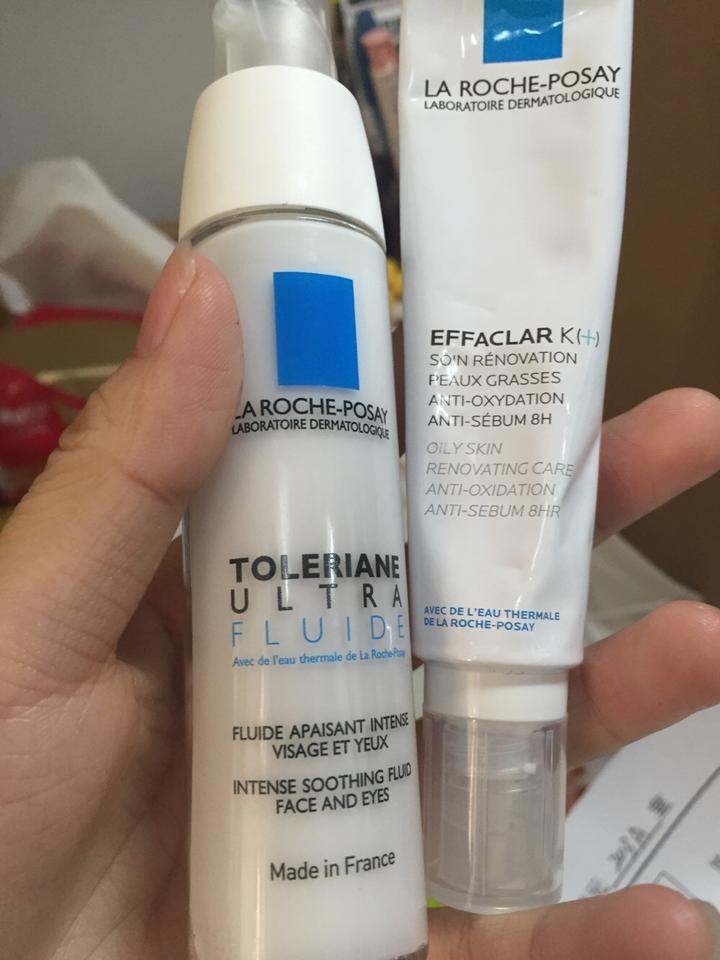 LA ROCHE-POSAY
LABORATOIRE DERMATOLOGIQUE
TOLERIANE
ULTRA
FLUIDE
Avec de l'eau thermale de La Roche-Posay
FLUIDE APAISANT INTENSE
VISAGE ET YEUX
INTENSE SOOTHING FLUID
FACE AND EYES
Made in France
LA ROCHE-POSAY
LABORATOIRE DERMATOLOGIQUE
EFFACLAR K(+)
SOIN RÉNOVATION
PEAUX GRASSES
ANTI-OXYDATION
ANTI-SÉBUM 8H
OILY SKIN
RENOVATING CARE
ANTI-OXIDATION
ANTI-SEBUM 8HR
AVEC DE L'EAU THERMALE
DE LA ROCHE-POSAY